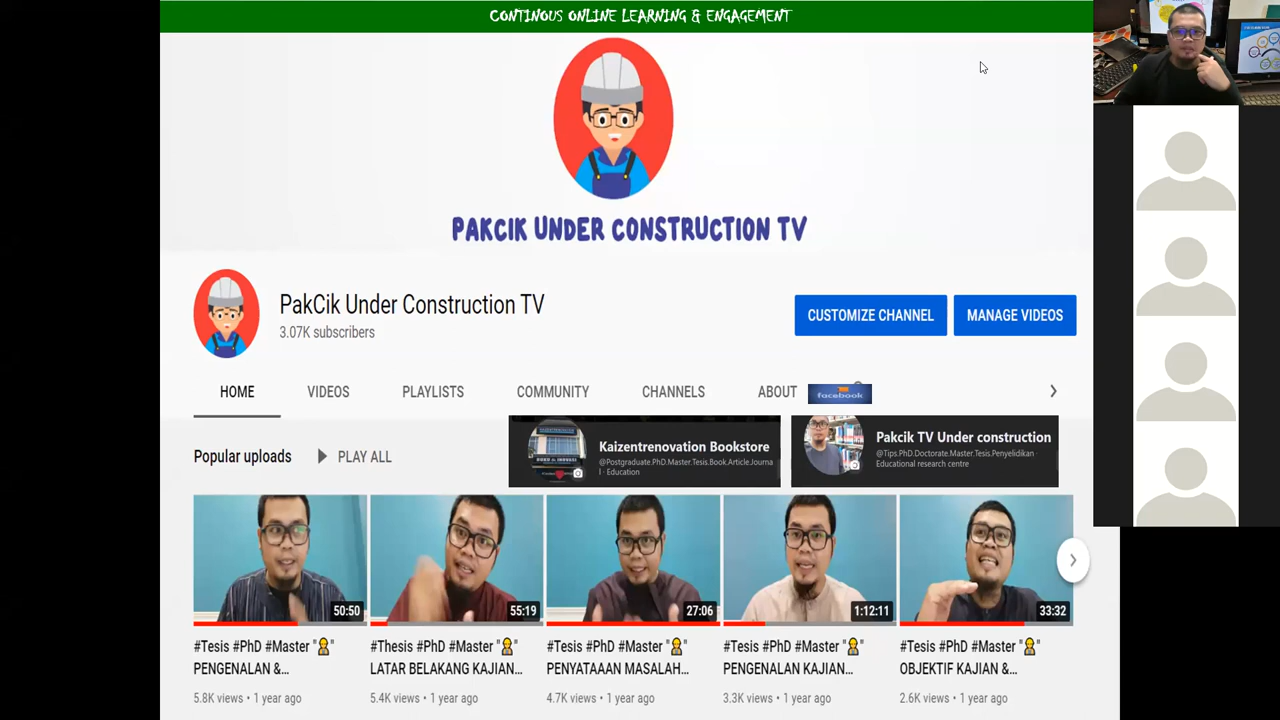 CONTINOUS ONLINE LEARNING & ENGAGEMENT
PAKCIK UNDER CONSTRUCTION TV
PakCik Under Construction TV
3.07K subscribers
CUSTOMIZE CHANNEL
MANAGE VIDEOS
HOME VIDEOS PLAYLISTS COMMUNITY CHANNELS ABOUT
facebook
Popular uploads
PLAY ALL
Kaizentrenovation Bookstore
@Postgraduate.PhD.Master.Tesis.Book.Article.Journa
l · Education
Pakcik TV Under construction
@Tips.PhD.Doctorate.Master.Tesis.Penyelidikan
Educational research centre
50:50
55:19
27:06
1:12:11
33:32
#Tesis #PhD #Master "👷"
PENGENALAN &...
5.8K views • 1 year ago
#Thesis #PhD #Master "👷"
LATAR BELAKANG KAJIAN...
5.4K views • 1 year ago
#Tesis #PhD #Master "👷"
PENYATAAAN MASALAH...
4.7K views • 1 year ago
#Tesis #PhD #Master "👷"
PENGENALAN KAJIAN...
3.3K views • 1 year ago
#Tesis #PhD #Master "👷"
OBJEKTIF KAJIAN &...
2.6K views • 1 year ago